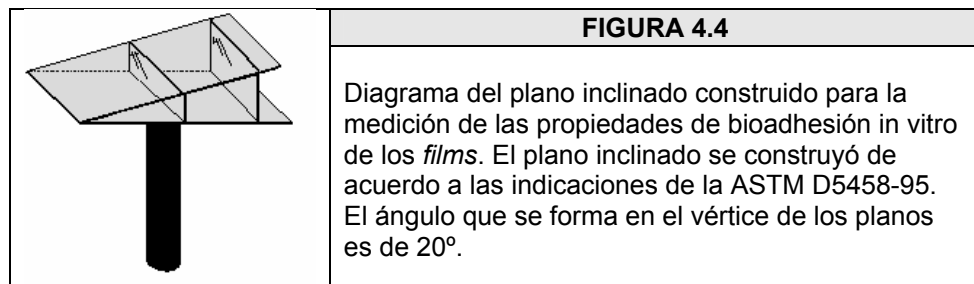 FIGURA 4.4
Diagrama del plano inclinado construido para la
medición de las propiedades de bioadhesión in vitro
de los films. El plano inclinado se construyó de
acuerdo a las indicaciones de la ASTM D5458-95.
El ángulo que se forma en el vértice de los planos
es de 20º.